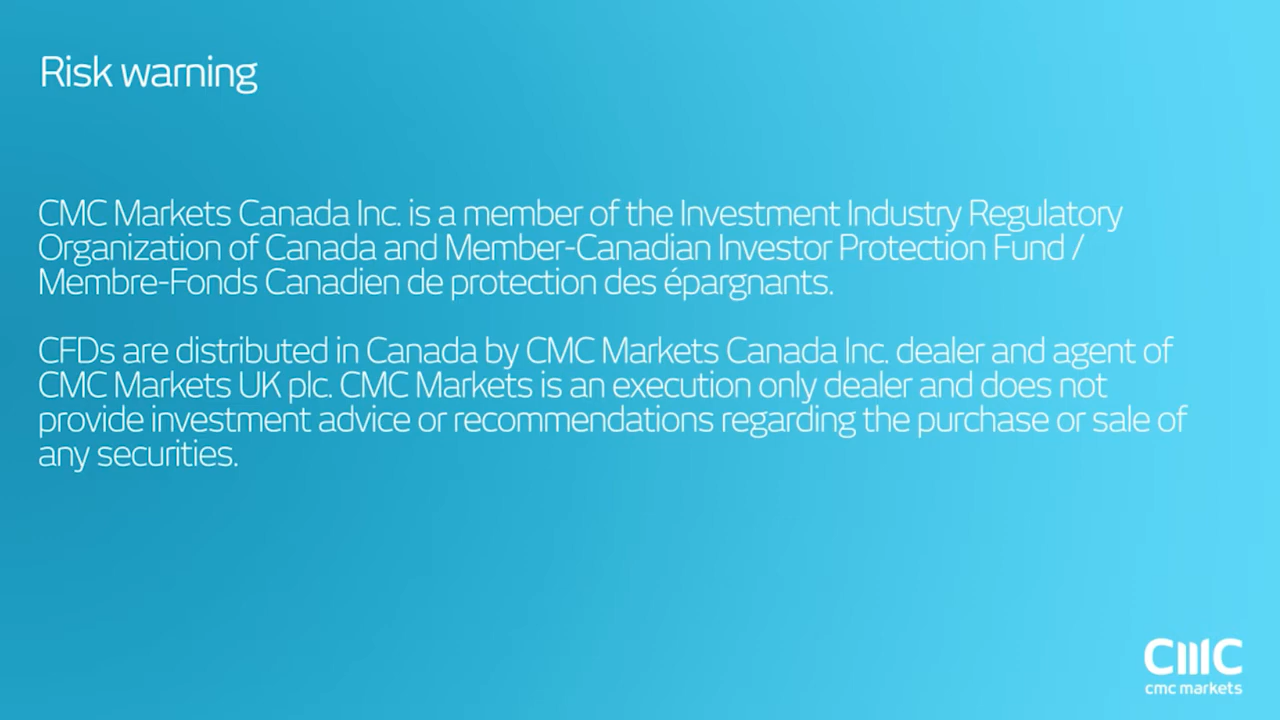 Risk warning
CMC Markets Canada Inc. is a member of the Investment Industry Regulatory
Organization of Canada and Member-Canadian Investor Protection Fund /
Membre-Fonds Canadien de protection des épargnants.
CFDs are distributed in Canada by CMC Markets Canada Inc. dealer and agent of
CMC Markets UK plc. CMC Markets is an execution only dealer and does not
provide investment advice or recommendations regarding the purchase or sale of
any securities.
CMC
cmc markets